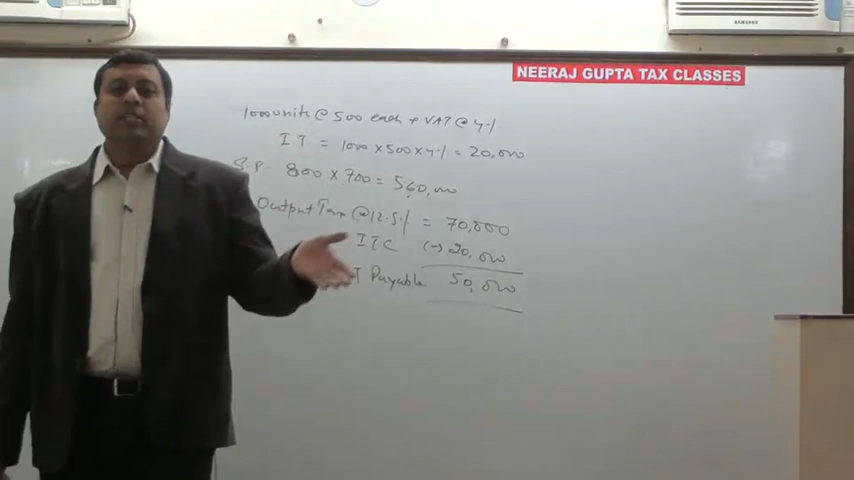 SAMSUNG
NEERAJ GUPTA TAX CLASSES
1000 units @ 500 each + VAT @ 4%
IT = 1000 x 500 x 4% = 20,000
S.P. 800 x 700 = 560,000
Output Tax @ 12.5% = 70,000
ITC (-) 20,000
T Payable 50,000